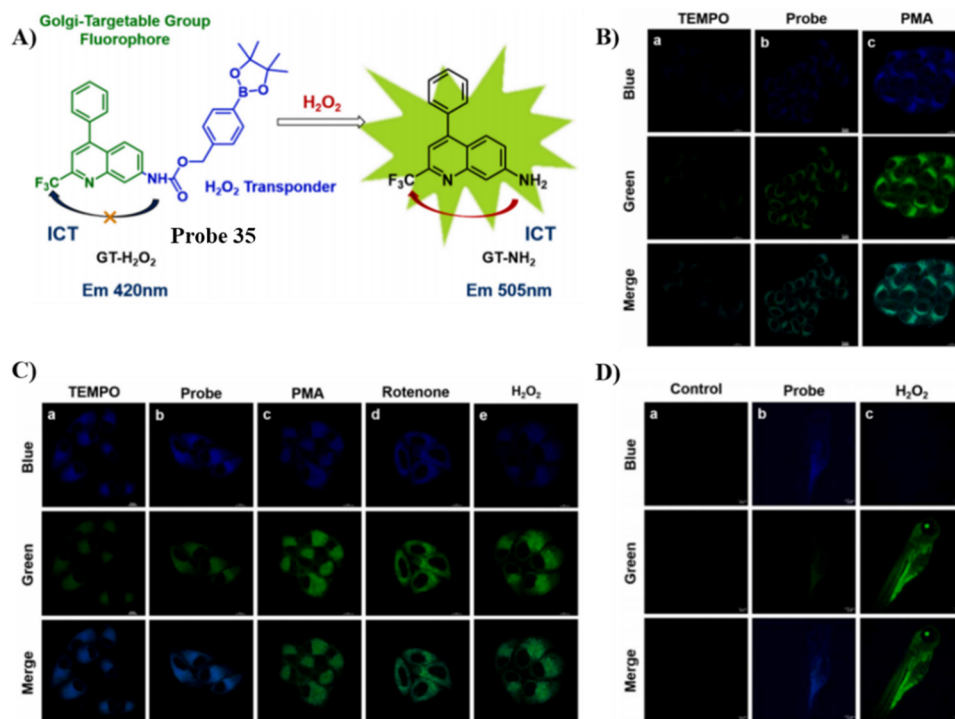 A)
Golgi-Targetable Group
Fluorophore
O
O
B
H₂O₂
F₃C
N
NH
O
O
H₂O₂ Transponder
F₃C
N
NH₂
ICT
Probe 35
ICT
GT-H₂O₂
GT-NH₂
Em 420nm
Em 505nm
B)
TEMPO
Probe
PMA
a
b
c
Blue
Green
Merge
C)
TEMPO
Probe
PMA
Rotenone
H₂O₂
a
b
c
d
e
Blue
Green
Merge
D)
Control
Probe
H₂O₂
a
b
c
Blue
Green
Merge